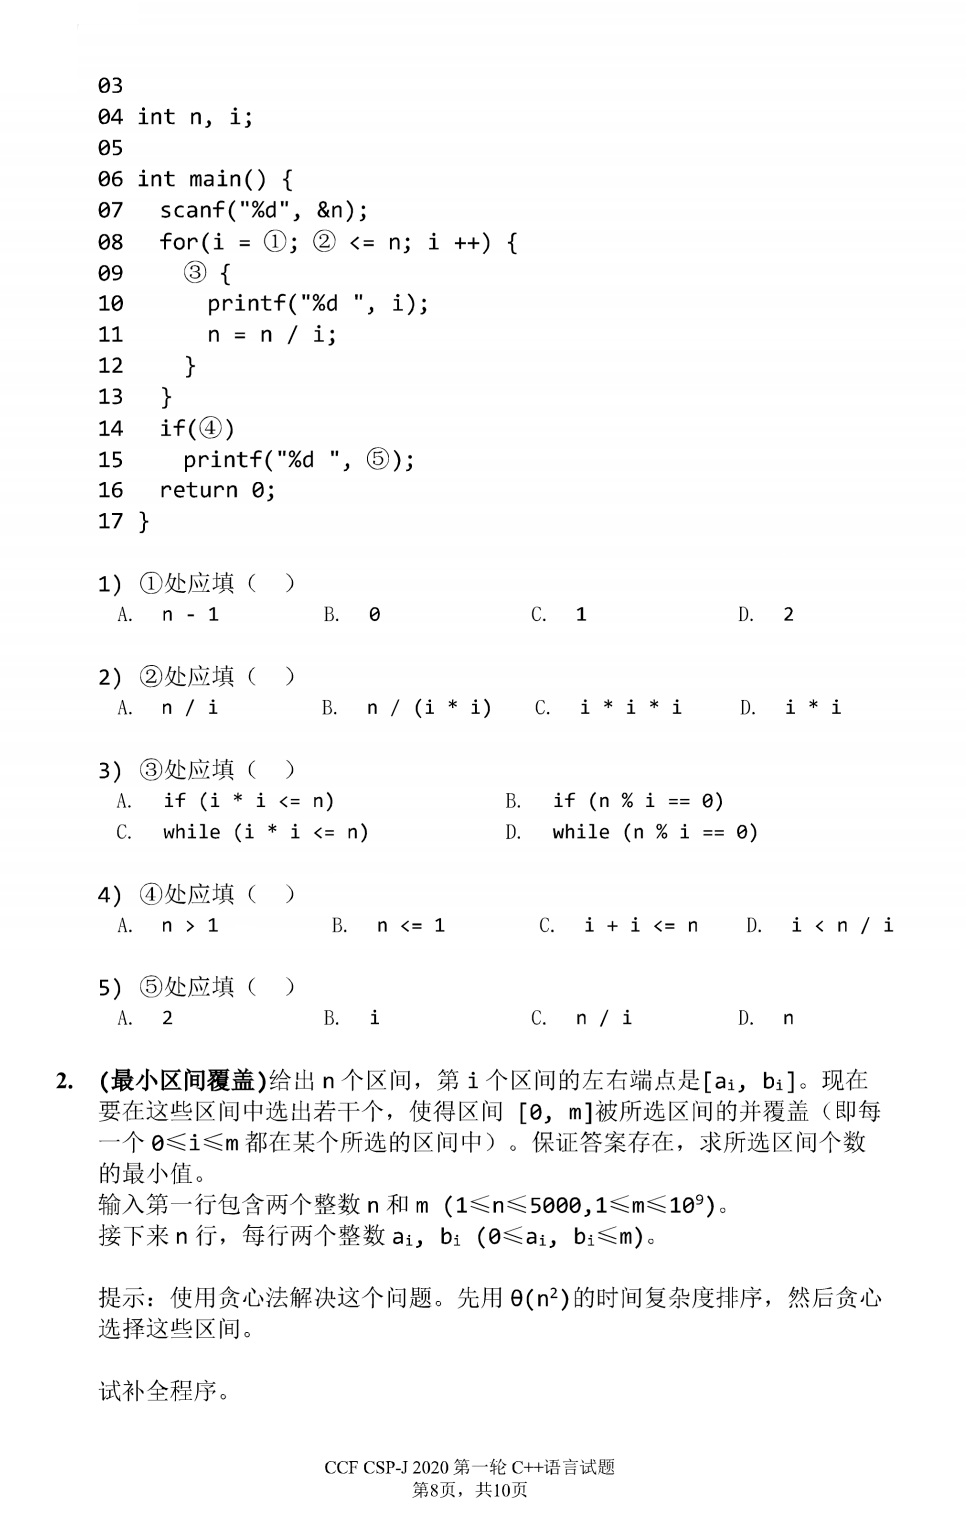 03
04 int n, i;
05
06 int main() {
07 scanf("%d", &n);
08 for(i = ①; ② <= n; i ++) {
09 ③ {
10 printf("%d ", i);
11 n = n / i;
12 }
13 }
14 if(④)
15 printf("%d ", ⑤);
16 return 0;
17 }
1) ①处应填（ ）
A. n - 1 B. 0 C. 1 D. 2
2) ②处应填（ ）
A. n / i B. n / (i * i) C. i * i * i D. i * i
3) ③处应填（ ）
A. if (i * i <= n) B. if (n % i == 0)
C. while (i * i <= n) D. while (n % i == 0)
4) ④处应填（ ）
A. n > 1 B. n <= 1 C. i + i <= n D. i < n / i
5) ⑤处应填（ ）
A. 2 B. i C. n / i D. n
2. (最小区间覆盖)给出 n 个区间，第 i 个区间的左右端点是[aᵢ, bᵢ]。现在
要在这些区间中选出若干个，使得区间 [0, m]被所选区间的并覆盖（即每
一个 0≤i≤m 都在某个所选的区间中）。保证答案存在，求所选区间个数
的最小值。
输入第一行包含两个整数 n 和 m (1≤n≤5000,1≤m≤10⁹)。
接下来 n 行，每行两个整数 aᵢ, bᵢ (0≤aᵢ, bᵢ≤m)。
提示：使用贪心法解决这个问题。先用 θ(n²)的时间复杂度排序，然后贪心
选择这些区间。
试补全程序。
CCF CSP-J 2020 第一轮 C++语言试题
第8页，共10页